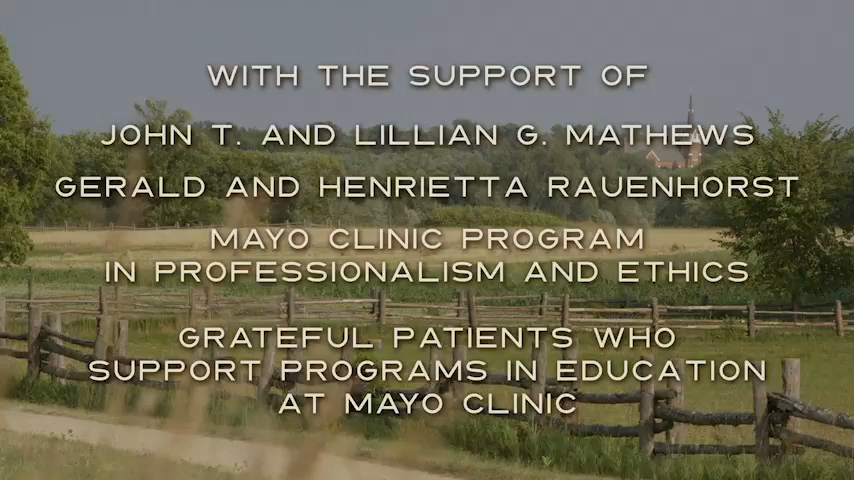 WITH THE SUPPORT OF
JOHN T. AND LILLIAN G. MATHEWS
GERALD AND HENRIETTA RAUENHORST
MAYO CLINIC PROGRAM
IN PROFESSIONALISM AND ETHICS
GRATEFUL PATIENTS WHO
SUPPORT PROGRAMS IN EDUCATION
AT MAYO CLINIC